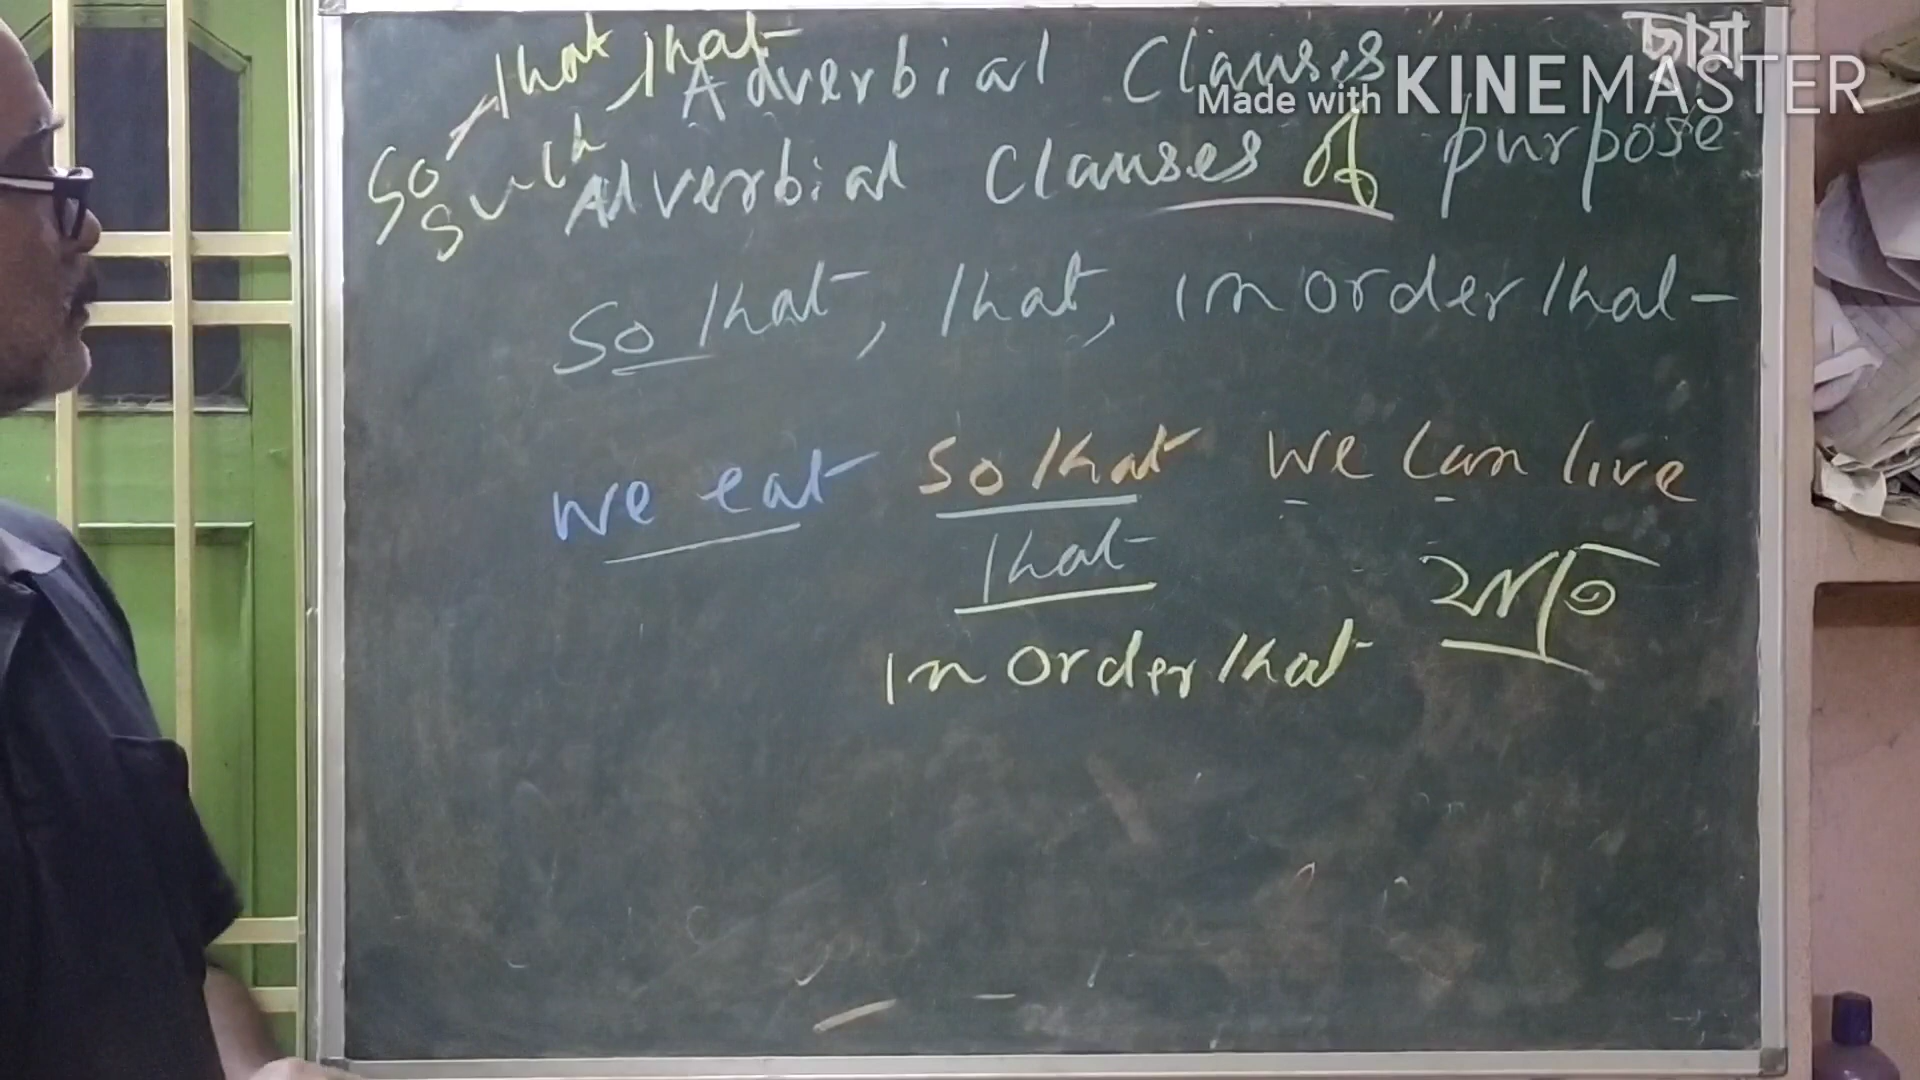 So that, that
Such
Adverbial Clauses
ছায়া
Made with KINEMASTER
Adverbial Clauses of purpose
So that, that, in order that
We eat so that we can live
that
যাতে
in order that